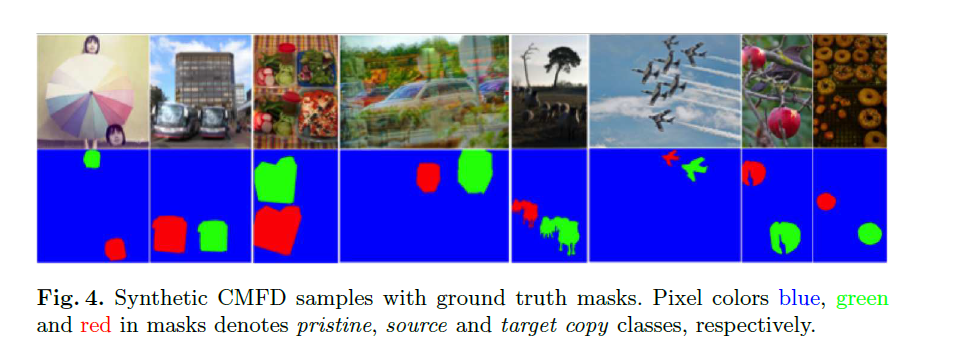 Fig. 4. Synthetic CMFD samples with ground truth masks. Pixel colors blue, green
and red in masks denotes pristine, source and target copy classes, respectively.